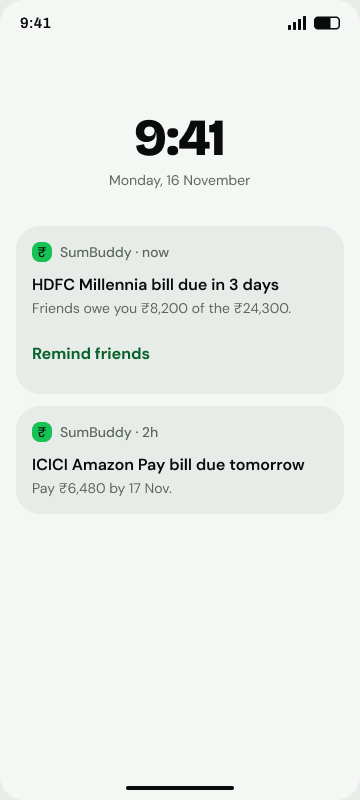 9:41
9:41
Monday, 16 November
₹ SumBuddy · now
HDFC Millennia bill due in 3 days
Friends owe you ₹8,200 of the ₹24,300.
Remind friends
₹ SumBuddy · 2h
ICICI Amazon Pay bill due tomorrow
Pay ₹6,480 by 17 Nov.